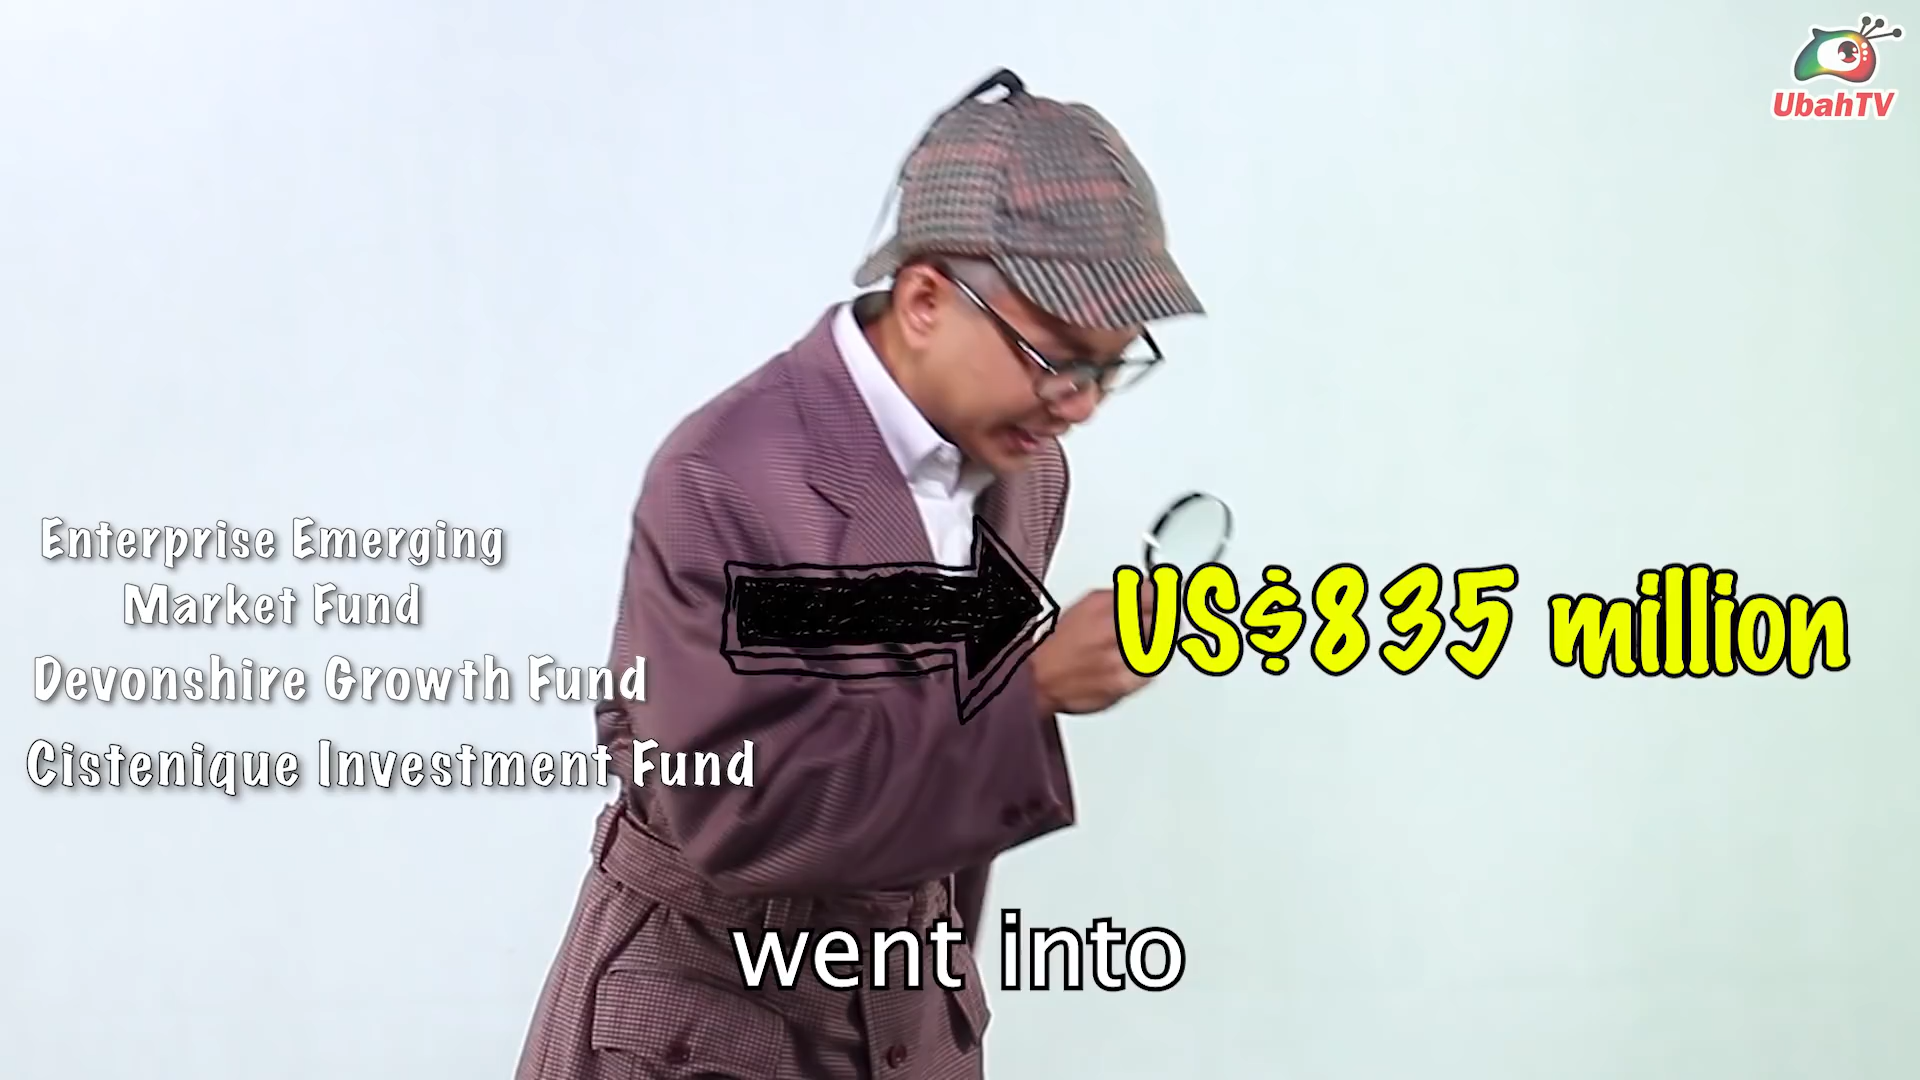 UbahTV
Enterprise Emerging
Market Fund
Devonshire Growth Fund
Cistenique Investment Fund
US$835 million
went into